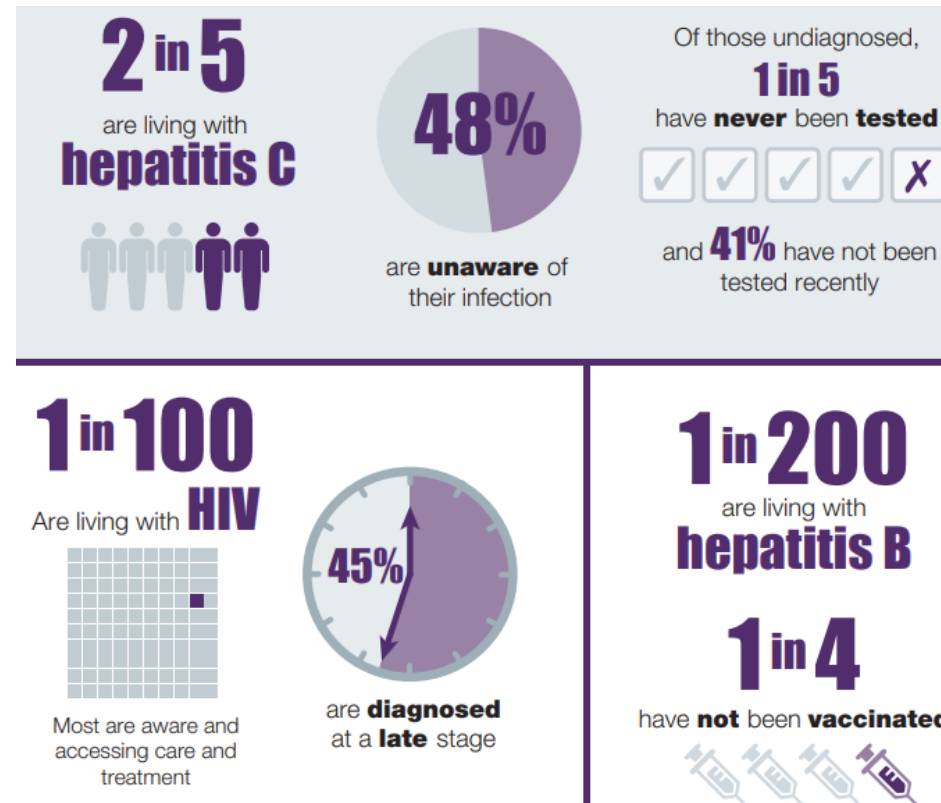 2 in 5
are living with
hepatitis C
48%
are unaware of
their infection
Of those undiagnosed,
1 in 5
have never been tested
and 41% have not been
tested recently
1 in 100
Are living with HIV
Most are aware and
accessing care and
treatment
45%
are diagnosed
at a late stage
1 in 200
are living with
hepatitis B
1 in 4
have not been vaccinated